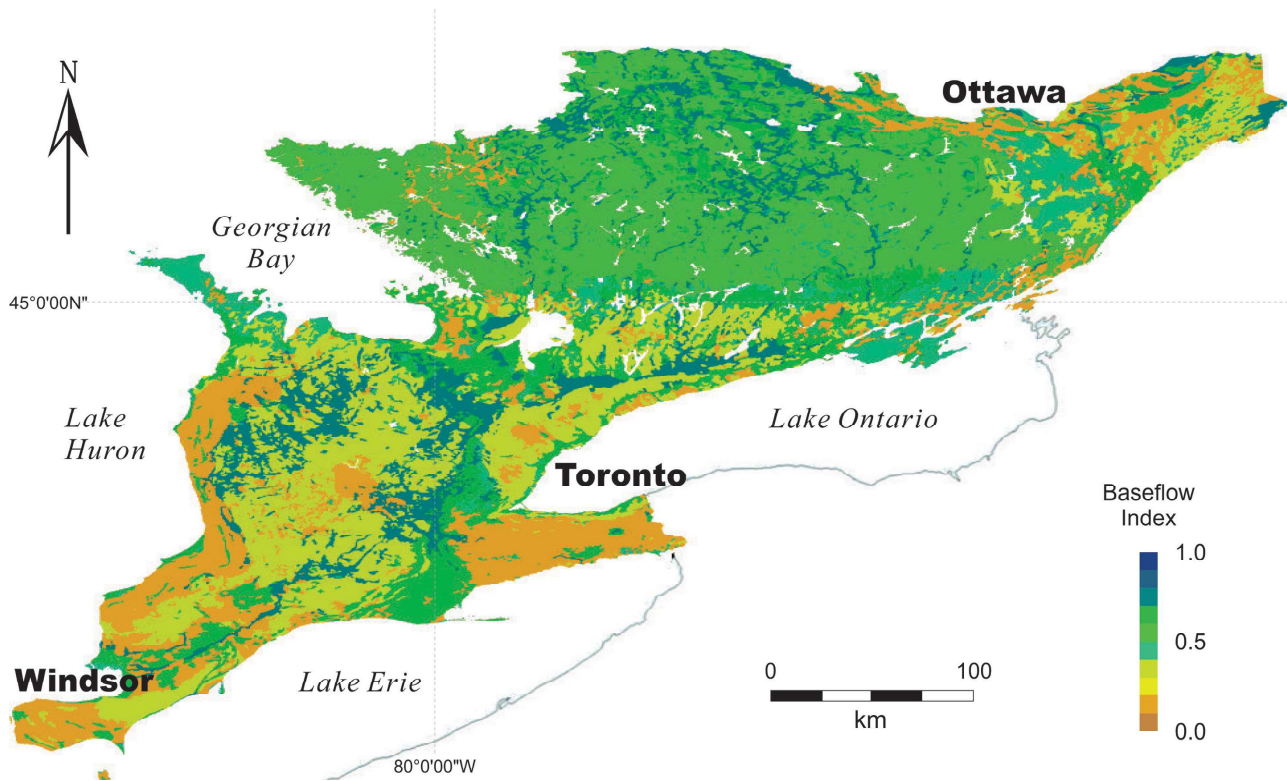 N
Ottawa
Georgian
Bay
45°0'00N"
Lake
Huron
Lake Ontario
Toronto
Baseflow
Index
1.0
0.5
0.0
Windsor
Lake Erie
0 100
km
80°0'00"W